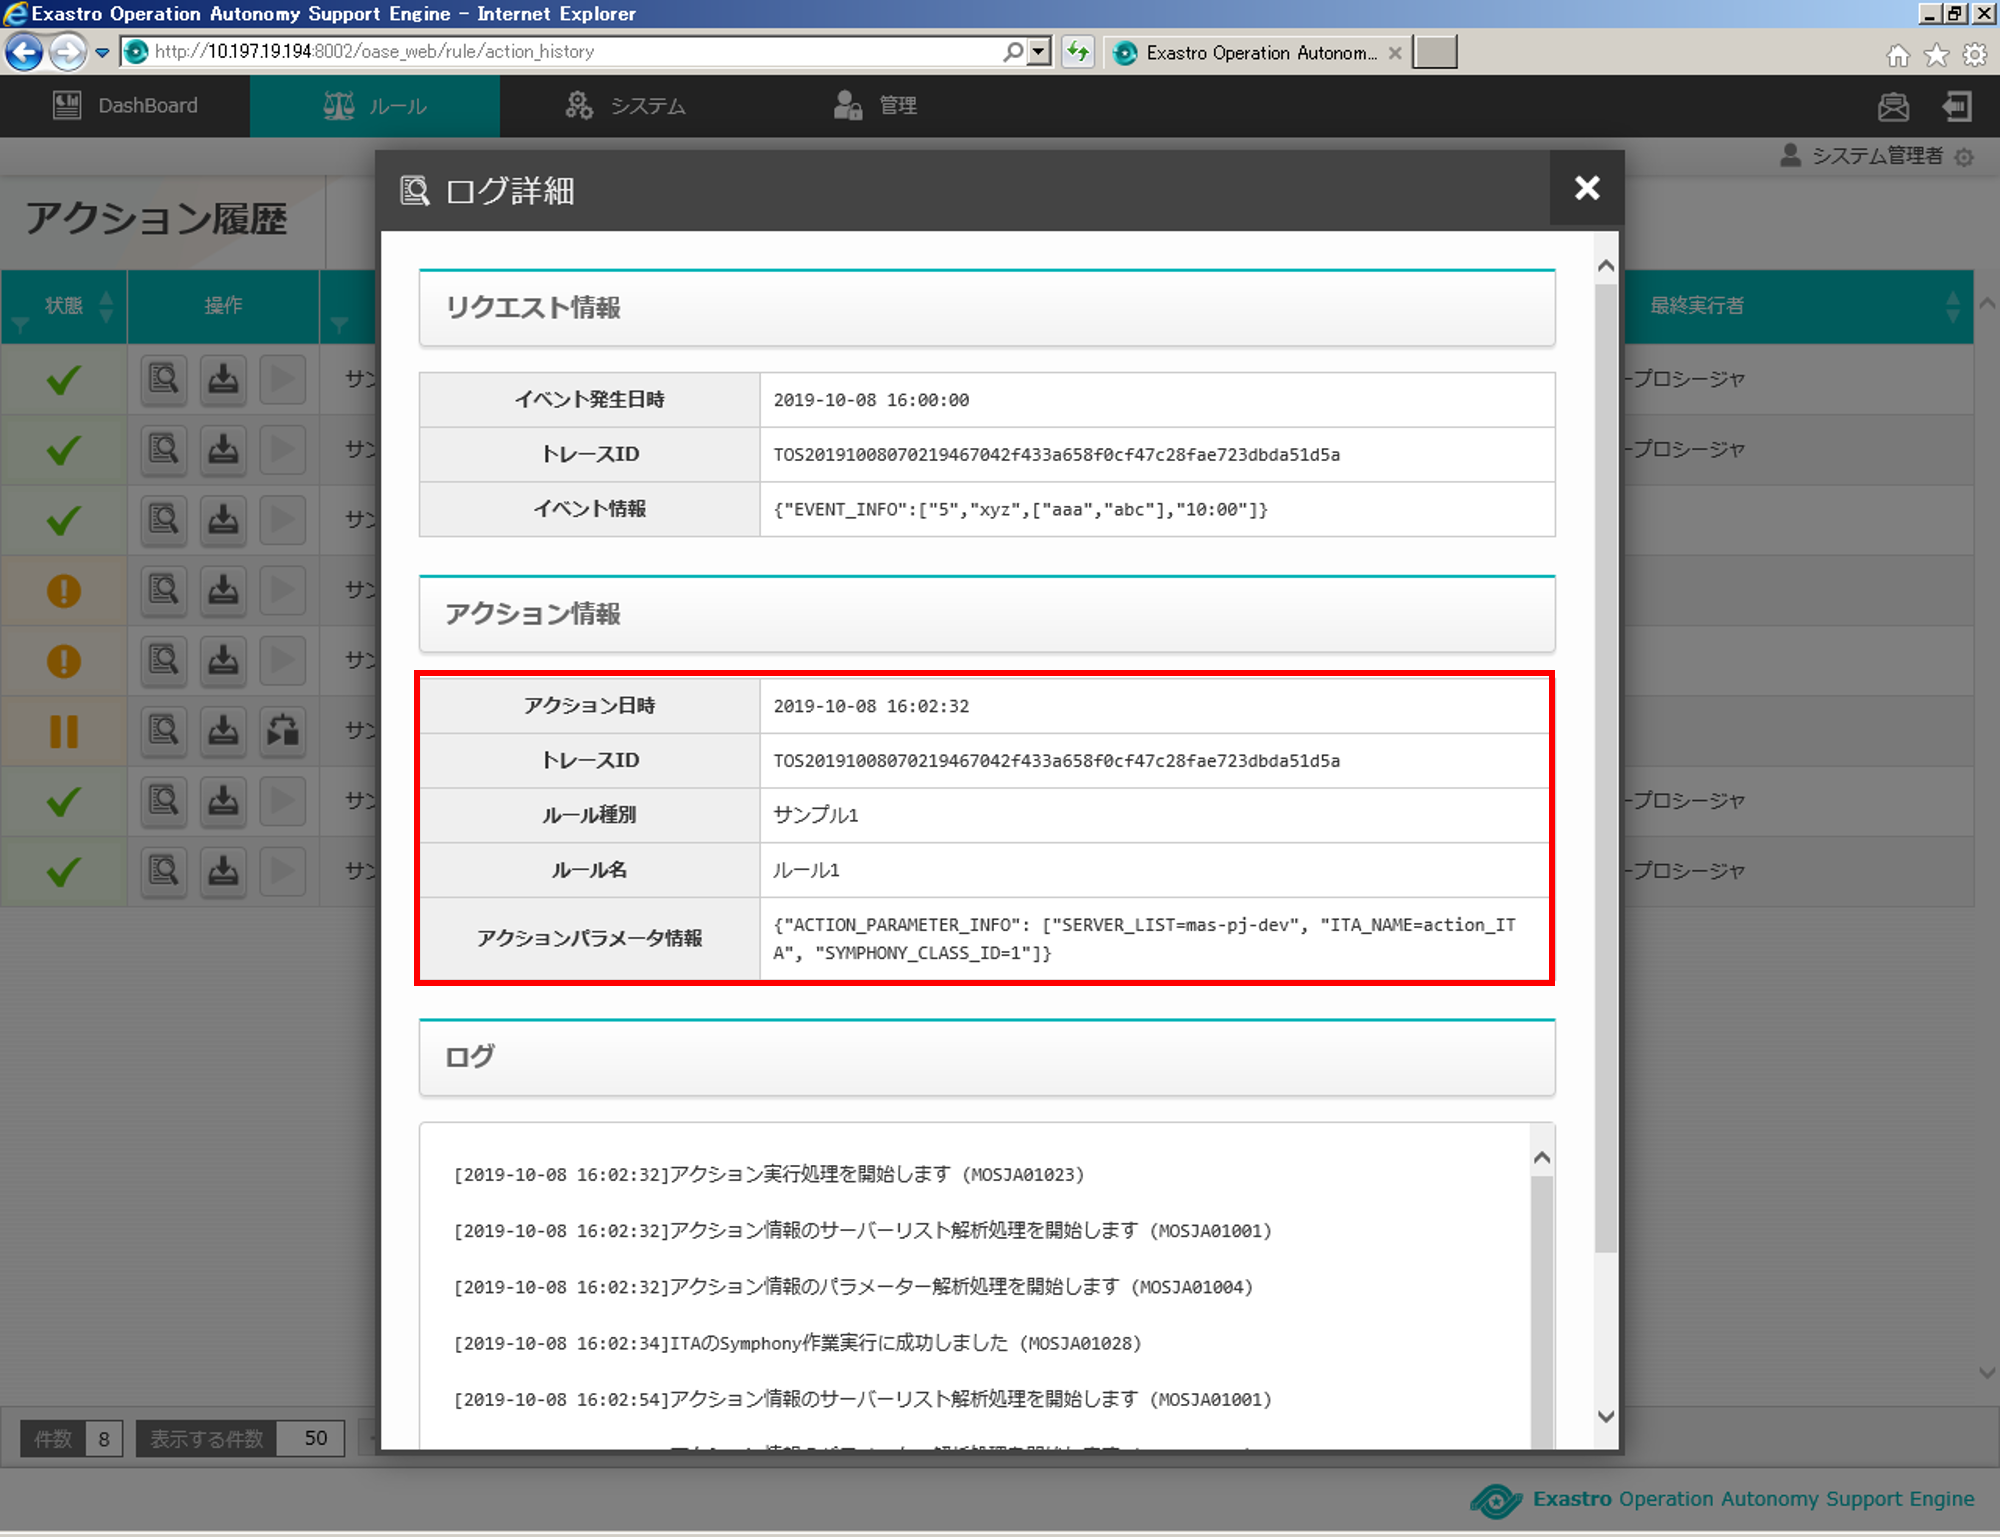 Exastro Operation Autonomy Support Engine - Internet Explorer
http://10.197.19.194:8002/oase_web/rule/action_history
Exastro Operation Autonom...
DashBoard
ルール
システム
管理
システム管理者
アクション履歴
ログ詳細
状態
操作
最終実行者
サン
ープロシージャ
サン
ープロシージャ
サン
サン
サン
サン
サン
ープロシージャ
サン
ープロシージャ
リクエスト情報
イベント発生日時
2019-10-08 16:00:00
トレースID
TOS20191008070219467042f433a658f0cf47c28fae723dbda51d5a
イベント情報
{"EVENT_INFO":["5","xyz",["aaa","abc"],"10:00"]}
アクション情報
アクション日時
2019-10-08 16:02:32
トレースID
TOS20191008070219467042f433a658f0cf47c28fae723dbda51d5a
ルール種別
サンプル1
ルール名
ルール1
アクションパラメータ情報
{"ACTION_PARAMETER_INFO": ["SERVER_LIST=mas-pj-dev", "ITA_NAME=action_IT
A", "SYMPHONY_CLASS_ID=1"]}
ログ
[2019-10-08 16:02:32]アクション実行処理を開始します (MOSJA01023)
[2019-10-08 16:02:32]アクション情報のサーバーリスト解析処理を開始します (MOSJA01001)
[2019-10-08 16:02:32]アクション情報のパラメーター解析処理を開始します (MOSJA01004)
[2019-10-08 16:02:34]ITAのSymphony作業実行に成功しました (MOSJA01028)
[2019-10-08 16:02:54]アクション情報のサーバーリスト解析処理を開始します (MOSJA01001)
件数 8
表示する件数 50
Exastro Operation Autonomy Support Engine